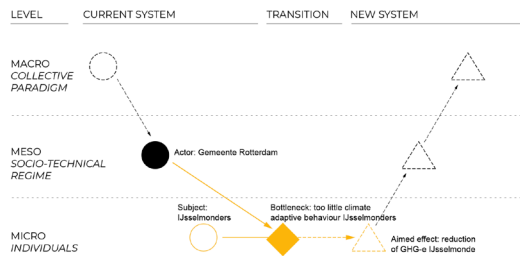 LEVEL CURRENT SYSTEM TRANSITION NEW SYSTEM
MACRO
COLLECTIVE
PARADIGM
MESO
SOCIO-TECHNICAL
REGIME
Actor: Gemeente Rotterdam
Subject:
IJsselmonders
Bottleneck: too little climate
adaptive behaviour IJsselmonders
MICRO
INDIVIDUALS
Aimed effect: reduction
of GHG-e IJsselmonde